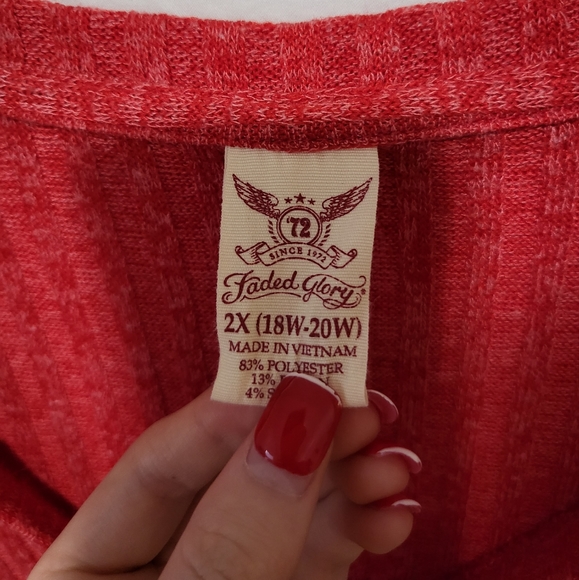 '72
SINCE 1972
Faded Glory®
2X (18W-20W)
MADE IN VIETNAM
83% POLYESTER
13%
4%